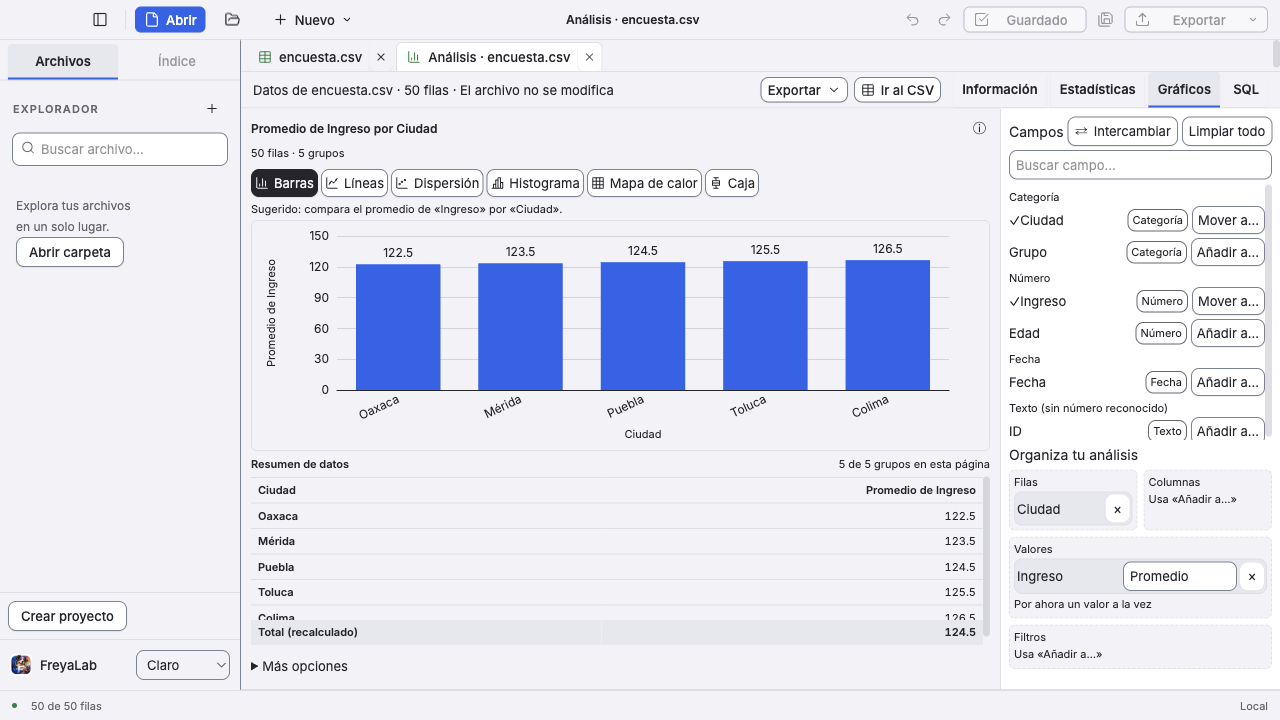 Abrir
Nuevo
Análisis · encuesta.csv
Guardado
Exportar
Archivos
Índice
EXPLORADOR
Buscar archivo...
Explora tus archivos
en un solo lugar.
Abrir carpeta
Crear proyecto
FreyaLab
Claro
encuesta.csv
Análisis · encuesta.csv
Datos de encuesta.csv · 50 filas · El archivo no se modifica
Exportar
Ir al CSV
Información
Estadísticas
Gráficos
SQL
Promedio de Ingreso por Ciudad
50 filas · 5 grupos
Barras
Líneas
Dispersión
Histograma
Mapa de calor
Caja
Sugerido: compara el promedio de «Ingreso» por «Ciudad».
Promedio de Ingreso
150
120
90
60
30
0
122.5
123.5
124.5
125.5
126.5
Oaxaca
Mérida
Puebla
Toluca
Colima
Ciudad
Resumen de datos
5 de 5 grupos en esta página
Ciudad Promedio de Ingreso
Oaxaca 122.5
Mérida 123.5
Puebla 124.5
Toluca 125.5
Colima 126.5
Total (recalculado) 124.5
Más opciones
Campos
Intercambiar
Limpiar todo
Buscar campo...
Categoría
✓Ciudad Categoría Mover a...
Grupo Categoría Añadir a...
Número
✓Ingreso Número Mover a...
Edad Número Añadir a...
Fecha
Fecha Fecha Añadir a...
Texto (sin número reconocido)
ID Texto Añadir a...
Organiza tu análisis
Filas
Ciudad ×
Columnas
Usa «Añadir a...»
Valores
Ingreso Promedio ×
Por ahora un valor a la vez
Filtros
Usa «Añadir a...»
50 de 50 filas
Local